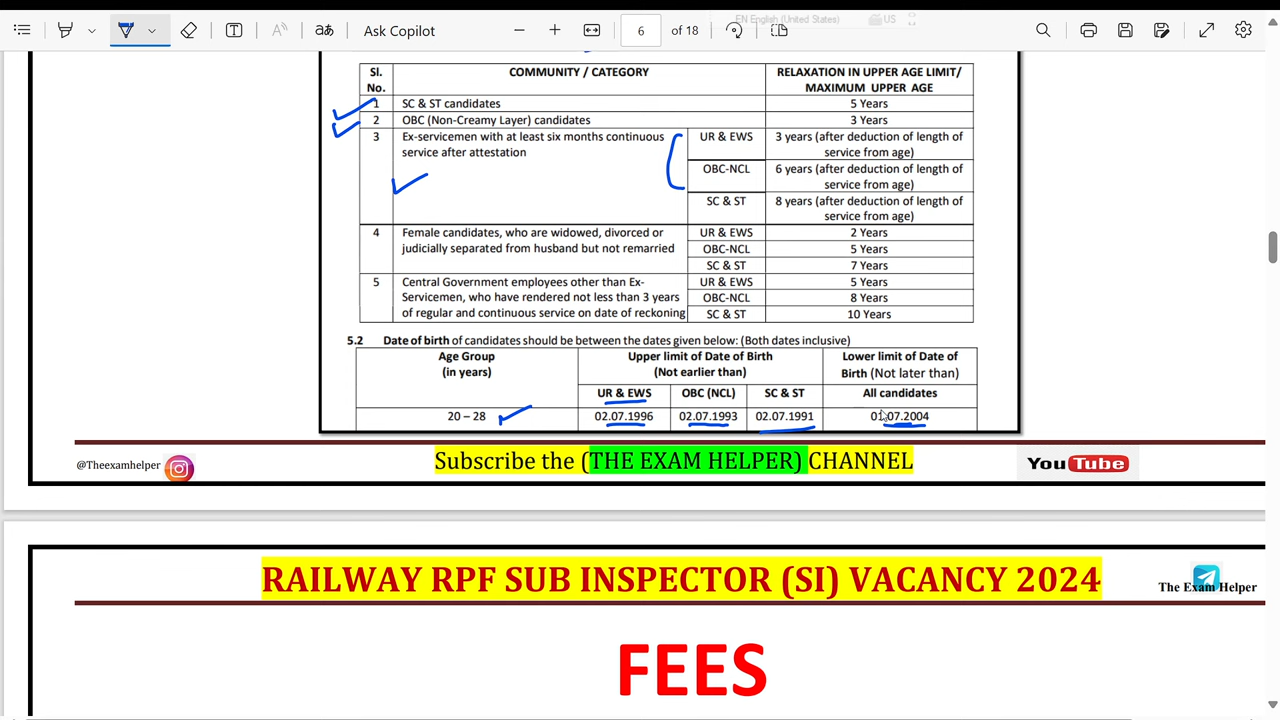 EN English (United States)
US
Ask Copilot
6
of 18
Sl. No.
COMMUNITY / CATEGORY
RELAXATION IN UPPER AGE LIMIT/
MAXIMUM UPPER AGE
1 SC & ST candidates 5 Years
2 OBC (Non-Creamy Layer) candidates 3 Years
3 Ex-servicemen with at least six months continuous
service after attestation
UR & EWS 3 years (after deduction of length of
service from age)
OBC-NCL 6 years (after deduction of length of
service from age)
SC & ST 8 years (after deduction of length of
service from age)
4 Female candidates, who are widowed, divorced or
judicially separated from husband but not remarried
UR & EWS 2 Years
OBC-NCL 5 Years
SC & ST 7 Years
5 Central Government employees other than Ex-
Servicemen, who have rendered not less than 3 years
of regular and continuous service on date of reckoning
UR & EWS 5 Years
OBC-NCL 8 Years
SC & ST 10 Years
5.2 Date of birth of candidates should be between the dates given below: (Both dates inclusive)
Age Group
(in years)
Upper limit of Date of Birth
(Not earlier than)
Lower limit of Date of
Birth (Not later than)
UR & EWS OBC (NCL) SC & ST All candidates
20 – 28 02.07.1996 02.07.1993 02.07.1991 01.07.2004
@Theexamhelper
Subscribe the (THE EXAM HELPER) CHANNEL
YouTube
RAILWAY RPF SUB INSPECTOR (SI) VACANCY 2024
The Exam Helper
FEES